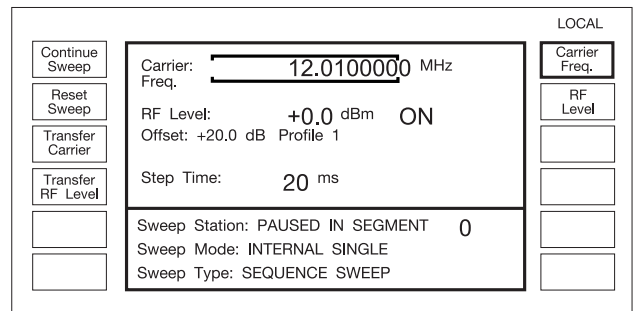 LOCAL
Continue
Sweep
Reset
Sweep
Transfer
Carrier
Transfer
RF Level
Carrier: 12.0100000 MHz
Freq.
RF Level: +0.0 dBm ON
Offset: +20.0 dB Profile 1
Step Time: 20 ms
Sweep Station: PAUSED IN SEGMENT 0
Sweep Mode: INTERNAL SINGLE
Sweep Type: SEQUENCE SWEEP
Carrier
Freq.
RF
Level